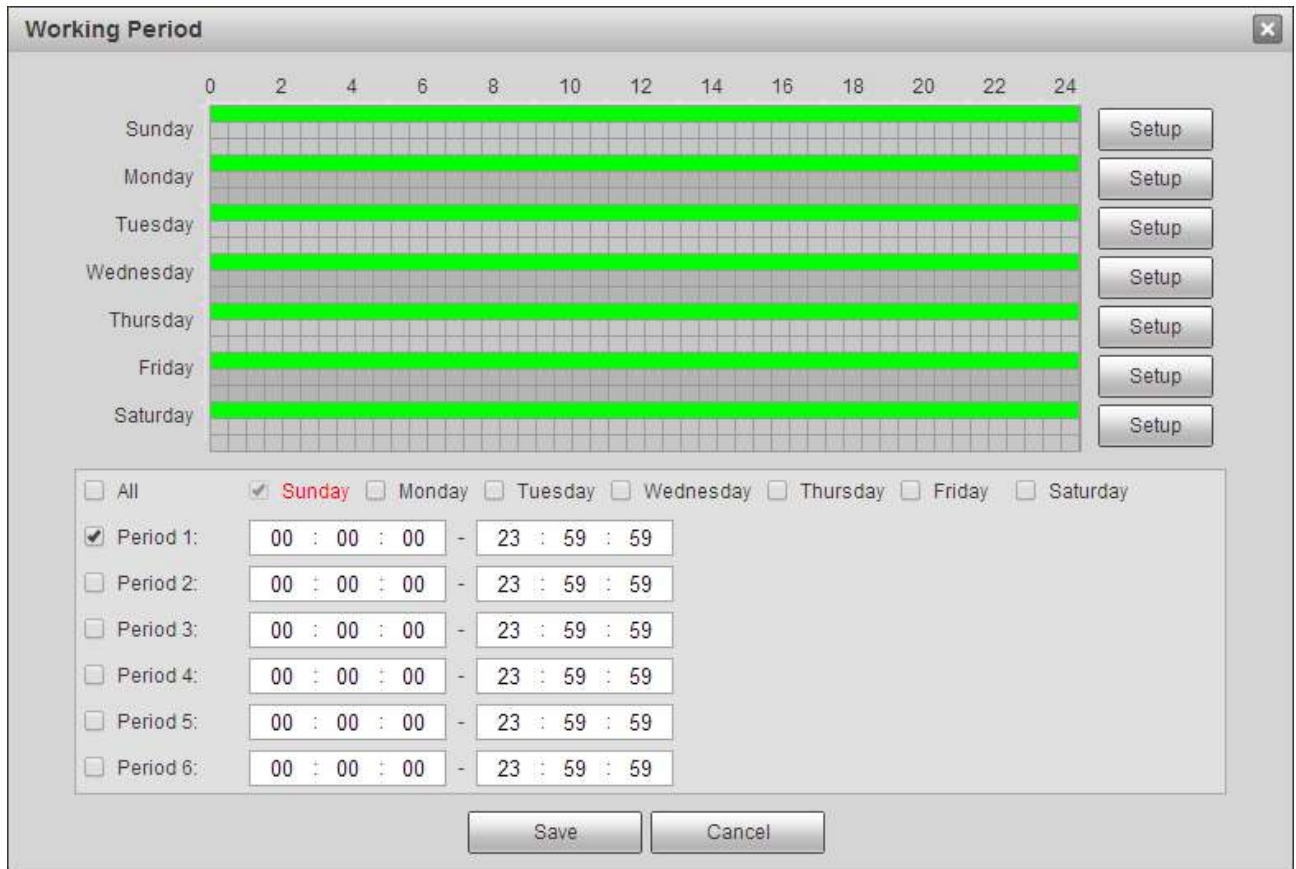 Working Period
0 2 4 6 8 10 12 14 16 18 20 22 24
Sunday Setup
Monday Setup
Tuesday Setup
Wednesday Setup
Thursday Setup
Friday Setup
Saturday Setup
All Sunday Monday Tuesday Wednesday Thursday Friday Saturday
Period 1: 00 : 00 : 00 - 23 : 59 : 59
Period 2: 00 : 00 : 00 - 23 : 59 : 59
Period 3: 00 : 00 : 00 - 23 : 59 : 59
Period 4: 00 : 00 : 00 - 23 : 59 : 59
Period 5: 00 : 00 : 00 - 23 : 59 : 59
Period 6: 00 : 00 : 00 - 23 : 59 : 59
Save Cancel